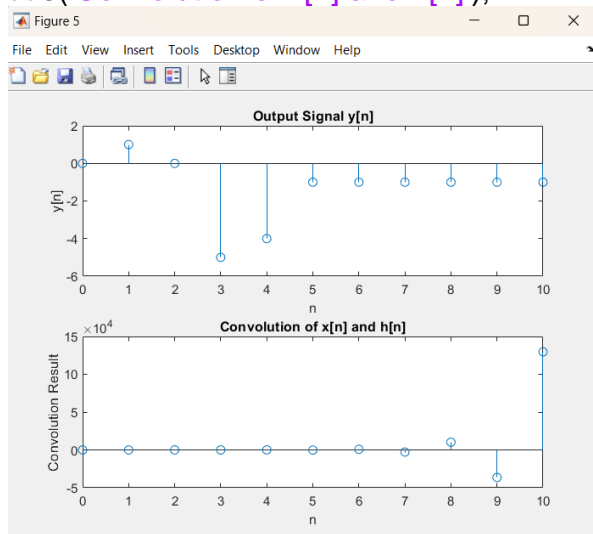 Figure 5
File Edit View Insert Tools Desktop Window Help
Output Signal y[n]
y[n]
2
0
-2
-4
-6
0 1 2 3 4 5 6 7 8 9 10
n
Convolution of x[n] and h[n]
×10⁴
Convolution Result
15
10
5
0
-5
0 1 2 3 4 5 6 7 8 9 10
n